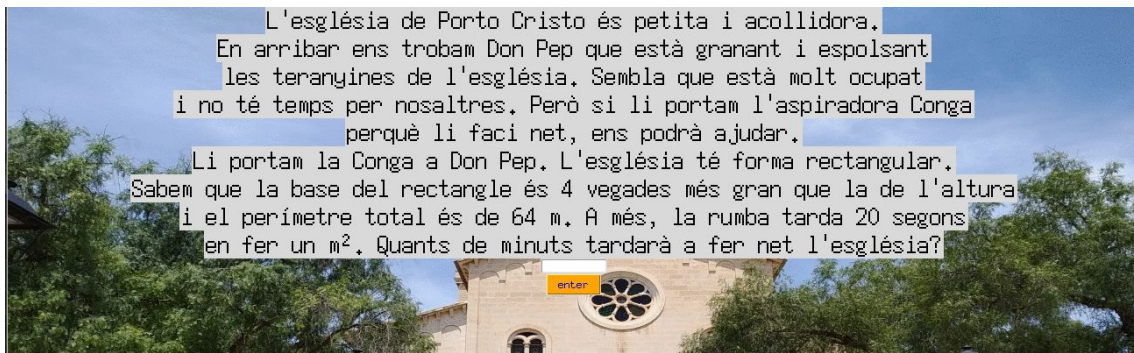 L'església de Porto Cristo és petita i acollidora.
En arribar ens trobam Don Pep que està granant i espolsant
les teranyines de l'església. Sembla que està molt ocupat
i no té temps per nosaltres. Però si li portam l'aspiradora Conga
perquè li faci net, ens podrà ajudar.
Li portam la Conga a Don Pep. L'església té forma rectangular.
Sabem que la base del rectangle és 4 vegades més gran que la de l'altura
i el perímetre total és de 64 m. A més, la rumba tarda 20 segons
en fer un m². Quants de minuts tardarà a fer net l'església?
enter